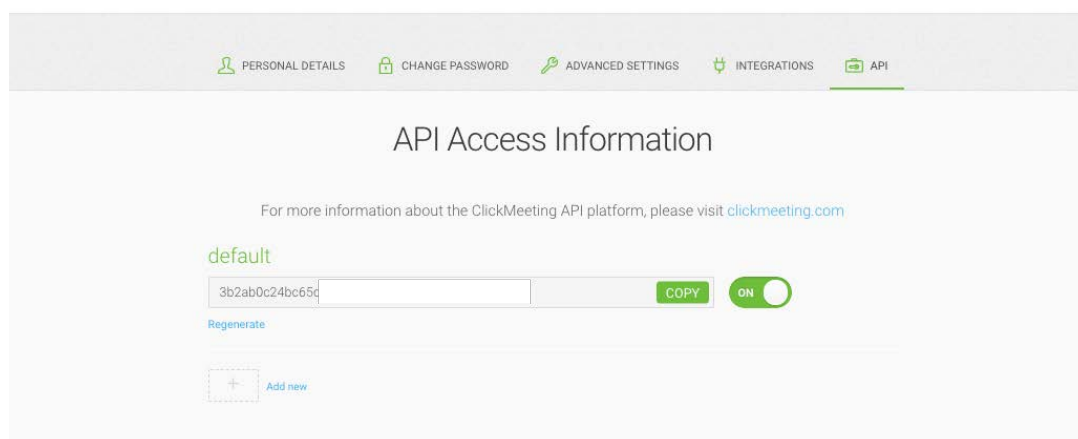 PERSONAL DETAILS CHANGE PASSWORD ADVANCED SETTINGS INTEGRATIONS API
API Access Information
For more information about the ClickMeeting API platform, please visit clickmeeting.com
default
3b2ab0c24bc65c COPY ON
Regenerate
+ Add new